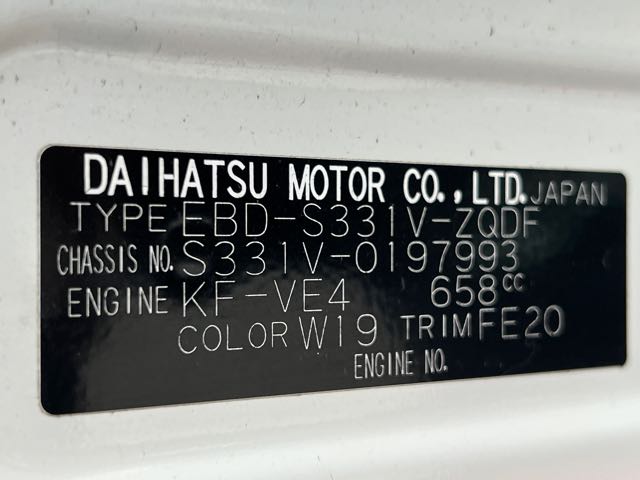 DAIHATSU MOTOR CO.,LTD. JAPAN
TYPE EBD-S331V-ZQDF
CHASSIS NO. S331V-0197993
ENGINE KF-VE4 658cc
COLOR W19 TRIM FE20
ENGINE NO.